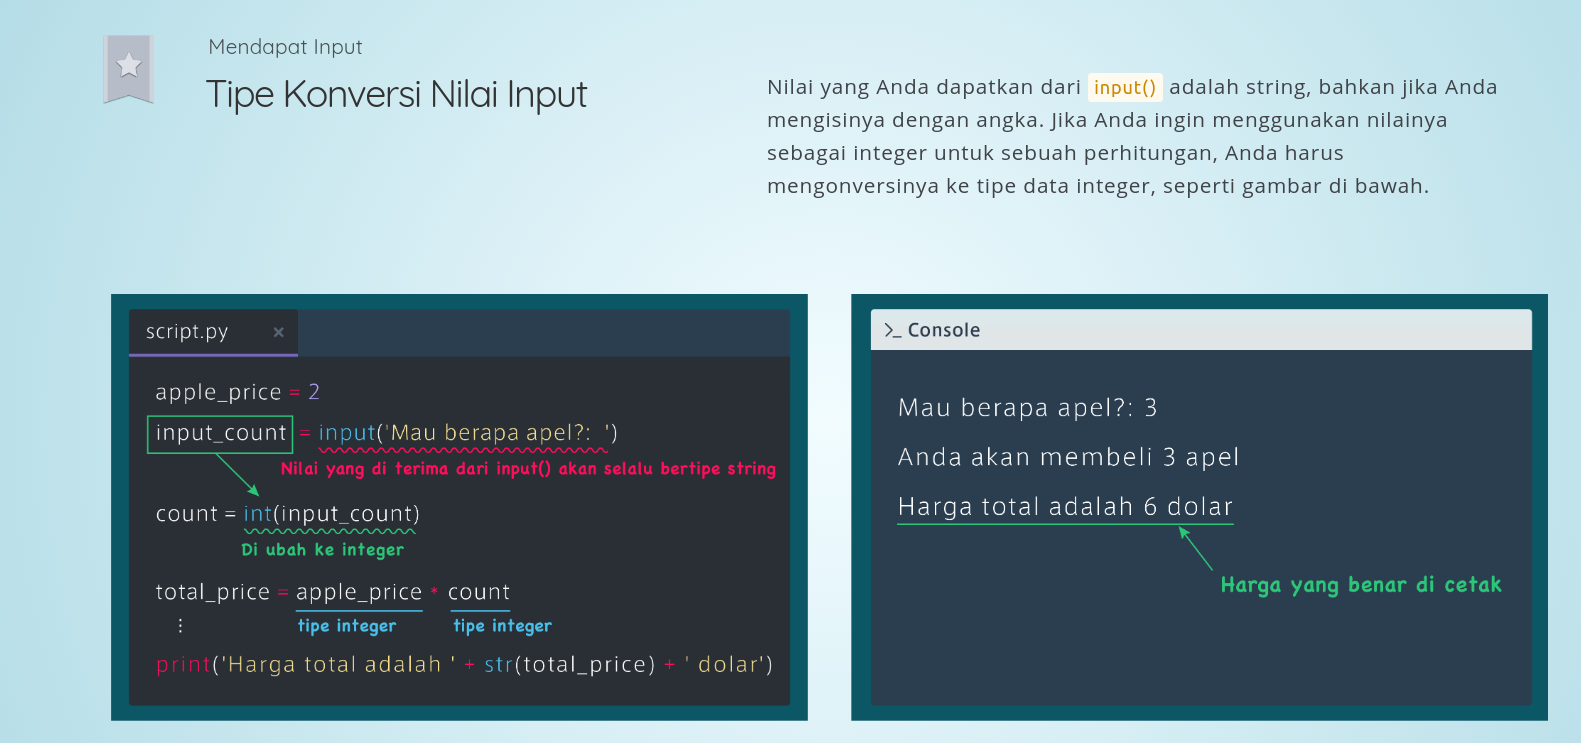 Mendapat Input
Tipe Konversi Nilai Input
Nilai yang Anda dapatkan dari input() adalah string, bahkan jika Anda
mengisinya dengan angka. Jika Anda ingin menggunakan nilainya
sebagai integer untuk sebuah perhitungan, Anda harus
mengonversinya ke tipe data integer, seperti gambar di bawah.
script.py ×
apple_price = 2
input_count = input('Mau berapa apel?: ')
Nilai yang di terima dari input() akan selalu bertipe string
count = int(input_count)
Di ubah ke integer
total_price = apple_price * count
⋮ tipe integer tipe integer
print('Harga total adalah ' + str(total_price) + ' dolar')
>_ Console
Mau berapa apel?: 3
Anda akan membeli 3 apel
Harga total adalah 6 dolar
Harga yang benar di cetak